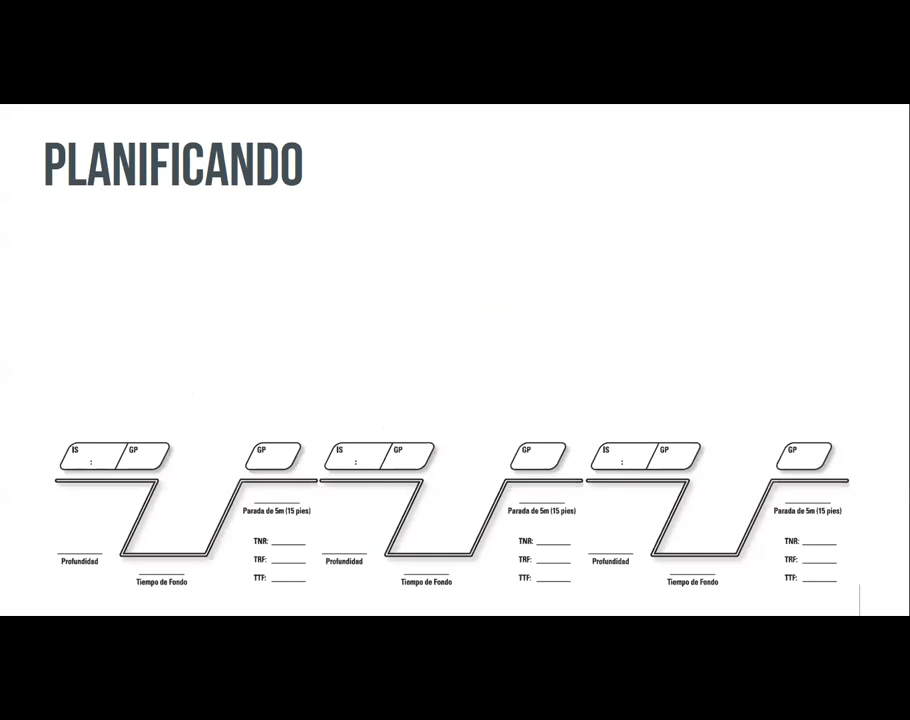 PLANIFICANDO
IS : GP GP IS : GP GP IS : GP GP
Parada de 5m (15 pies) Parada de 5m (15 pies) Parada de 5m (15 pies)
TNR: TNR: TNR:
Profundidad TRF: Profundidad TRF: Profundidad TRF:
Tiempo de Fondo TTF: Tiempo de Fondo TTF: Tiempo de Fondo TTF: